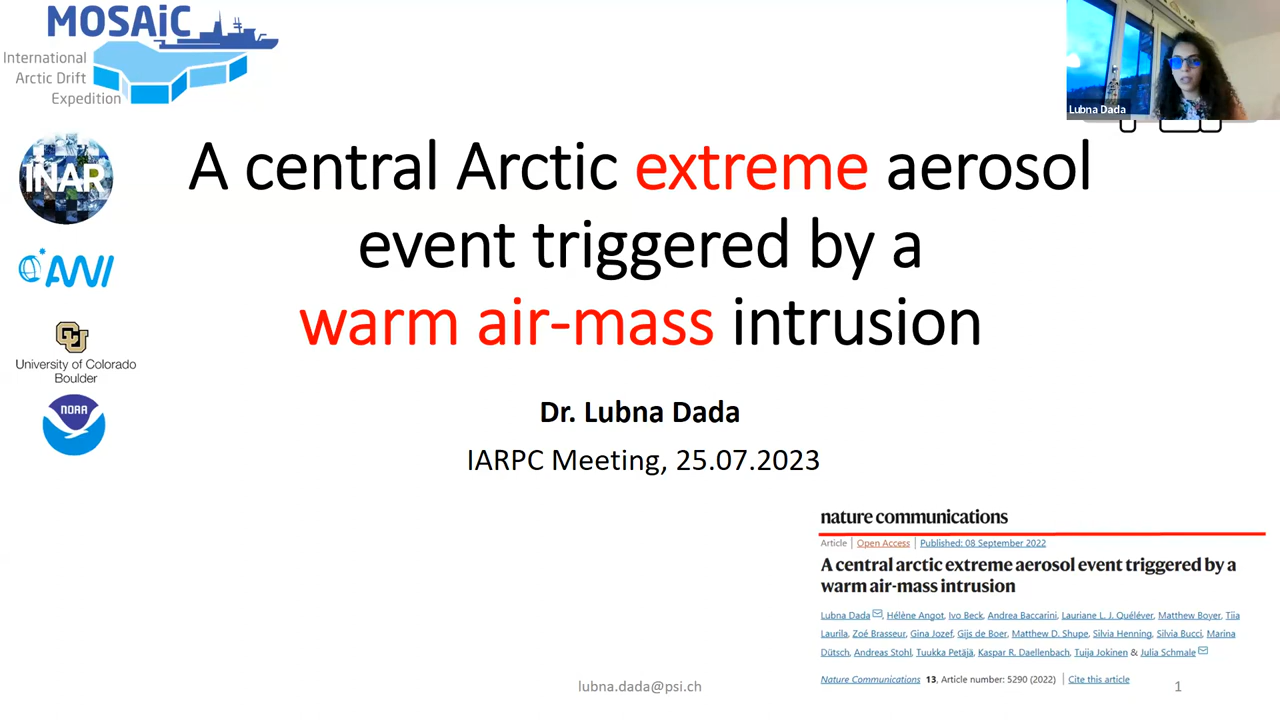 MOSAiC
International
Arctic Drift
Expedition
Lubna Dada
INAR
A central Arctic extreme aerosol
event triggered by a
warm air-mass intrusion
AWI
University of Colorado
Boulder
NOAA
Dr. Lubna Dada
IARPC Meeting, 25.07.2023
nature communications
Article | Open Access | Published: 08 September 2022
A central arctic extreme aerosol event triggered by a
warm air-mass intrusion
Lubna Dada, Hélène Angot, Ivo Beck, Andrea Baccarini, Lauriane L. J. Quéléver, Matthew Boyer, Tiia
Laurila, Zoé Brasseur, Gina Jozef, Gijs de Boer, Matthew D. Shupe, Silvia Henning, Silvia Bucci, Marina
Dütsch, Andreas Stohl, Tuukka Petäjä, Kaspar R. Daellenbach, Tuija Jokinen & Julia Schmale
Nature Communications 13, Article number: 5290 (2022) | Cite this article
lubna.dada@psi.ch
1